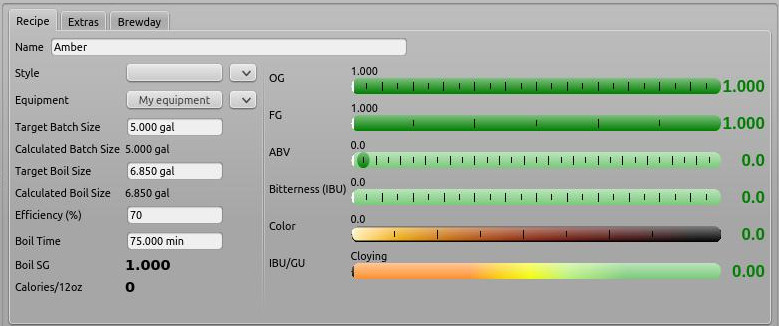 Recipe Extras Brewday
Name Amber
Style
Equipment My equipment
Target Batch Size 5.000 gal
Calculated Batch Size 5.000 gal
Target Boil Size 6.850 gal
Calculated Boil Size 6.850 gal
Efficiency (%) 70
Boil Time 75.000 min
Boil SG 1.000
Calories/12oz 0
OG 1.000 1.000
FG 1.000 1.000
ABV 0.0 0.0
Bitterness (IBU) 0.0 0.0
Color 0.0 0.0
IBU/GU Cloying 0.00